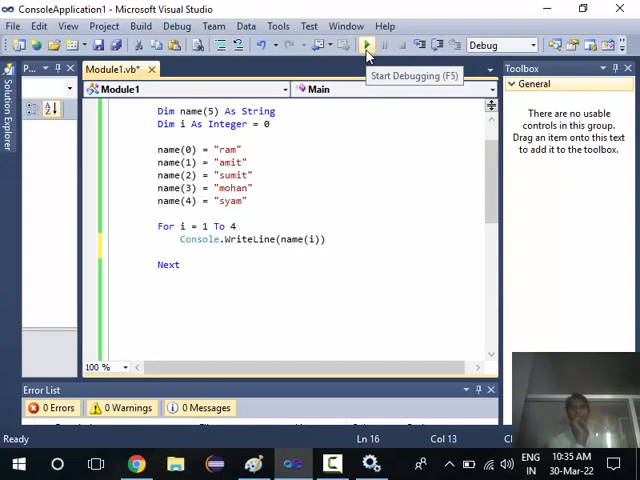 ConsoleApplication1 - Microsoft Visual Studio
File Edit View Project Build Debug Team Data Tools Test Window Help
Debug
Start Debugging (F5)
Solution Explorer
P...
Module1.vb*
Module1
Main
Dim name(5) As String
Dim i As Integer = 0
name(0) = "ram"
name(1) = "amit"
name(2) = "sumit"
name(3) = "mohan"
name(4) = "syam"
For i = 1 To 4
Console.WriteLine(name(i))
Next
100 %
Toolbox
General
There are no usable
controls in this group.
Drag an item onto this text
to add it to the toolbox.
Error List
0 Errors
0 Warnings
0 Messages
Ready
Ln 16
Col 13
ENG
IN
10:35 AM
30-Mar-22